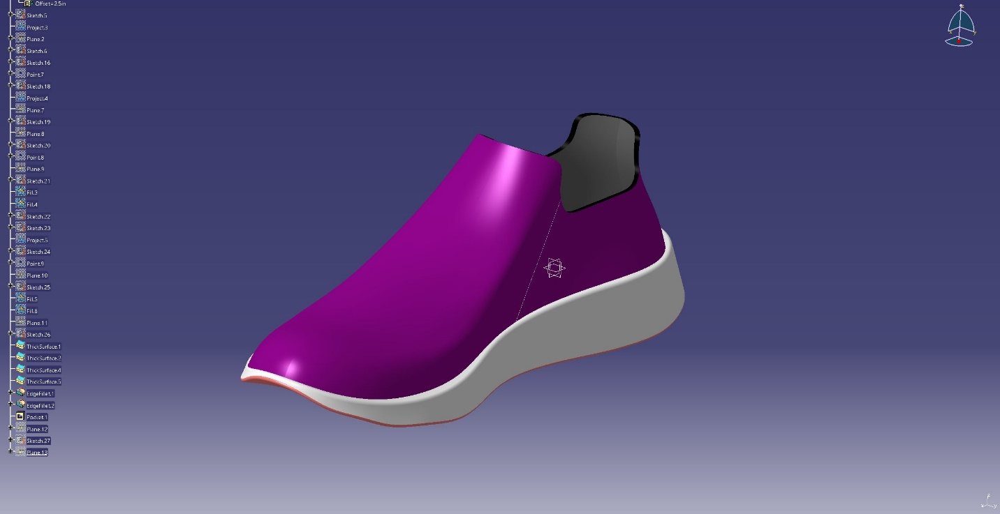 Offset=2.5in
Sketch.5
Project.3
Plane.2
Sketch.6
Sketch.16
Point.7
Sketch.18
Project.4
Plane.7
Sketch.19
Plane.8
Sketch.20
Point.8
Plane.9
Sketch.21
Fill.3
Fill.4
Sketch.22
Sketch.23
Project.5
Sketch.24
Point.9
Plane.10
Sketch.25
Fill.5
Fill.6
Plane.11
Sketch.26
ThickSurface.1
ThickSurface.2
ThickSurface.4
ThickSurface.5
EdgeFillet.1
EdgeFillet.2
Pocket.1
Plane.12
Sketch.27
Plane.13
z
x y